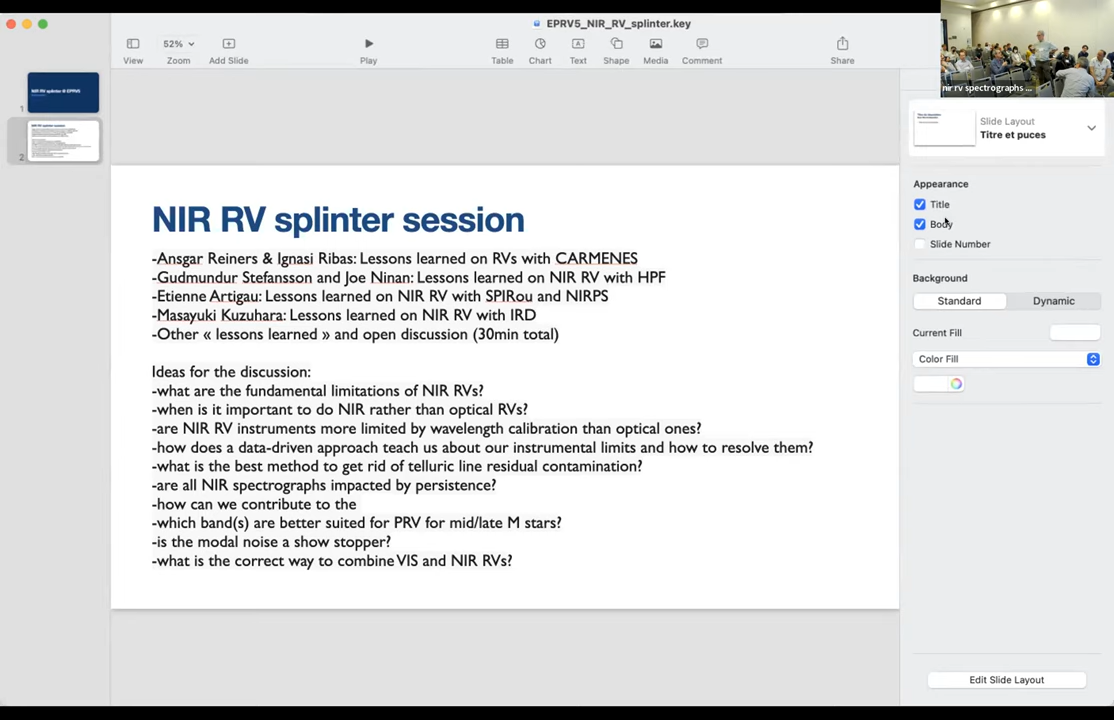 EPRV5_NIR_RV_splinter.key
View
52%
Zoom
Add Slide
Play
Table
Chart
Text
Shape
Media
Comment
Share
nir rv spectrographs ...
1
NIR RV splinter @ EPRV5
2
NIR RV splinter session
-Ansgar Reiners & Ignasi Ribas: Lessons learned on RVs with CARMENES
-Gudmundur Stefansson and Joe Ninan: Lessons learned on NIR RV with HPF
-Etienne Artigau: Lessons learned on NIR RV with SPIRou and NIRPS
-Masayuki Kuzuhara: Lessons learned on NIR RV with IRD
-Other « lessons learned » and open discussion (30min total)
Ideas for the discussion:
-what are the fundamental limitations of NIR RVs?
-when is it important to do NIR rather than optical RVs?
-are NIR RV instruments more limited by wavelength calibration than optical ones?
-how does a data-driven approach teach us about our instrumental limits and how to resolve them?
-what is the best method to get rid of telluric line residual contamination?
-are all NIR spectrographs impacted by persistence?
-how can we contribute to the
-which band(s) are better suited for PRV for mid/late M stars?
-is the modal noise a show stopper?
-what is the correct way to combine VIS and NIR RVs?
Slide Layout
Titre et puces
Appearance
Title
Body
Slide Number
Background
Standard
Dynamic
Current Fill
Color Fill
Edit Slide Layout